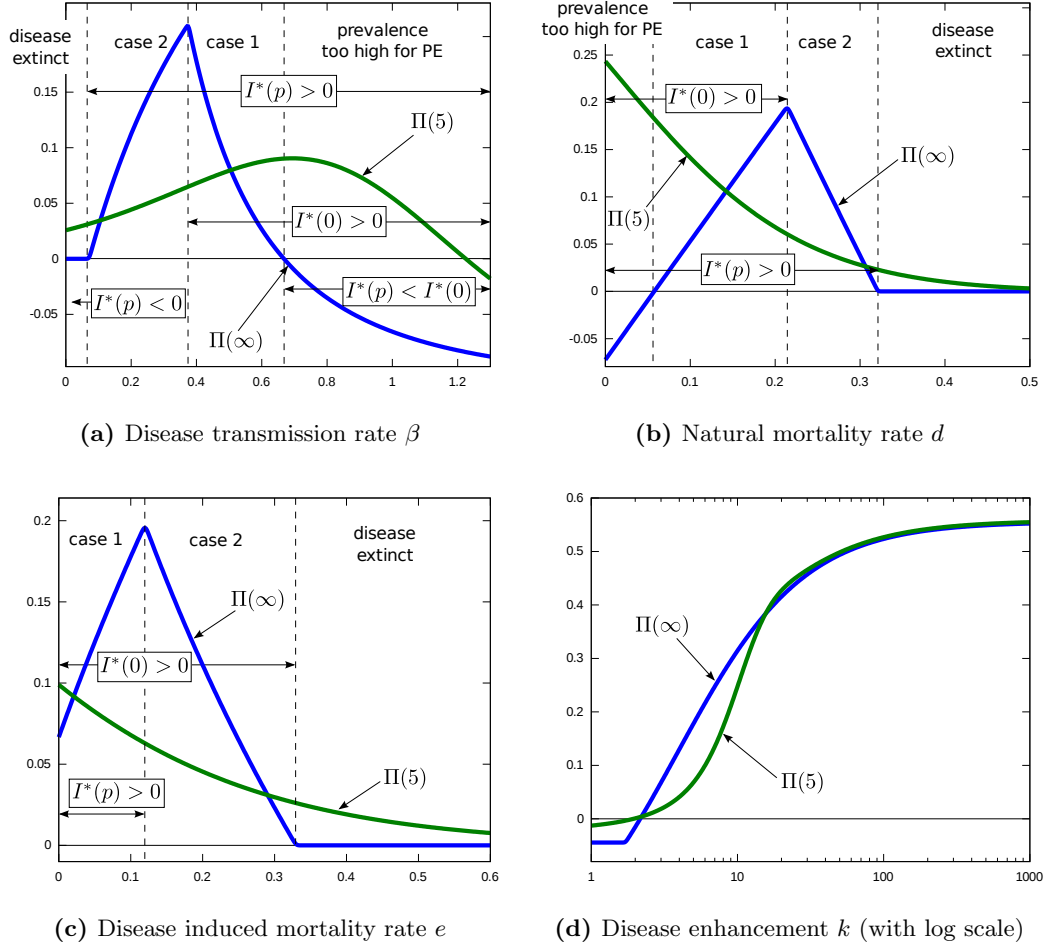 disease
extinct
case 2
case 1
prevalence
too high for PE
I*(p) > 0
Π(5)
I*(0) > 0
I*(p) < 0
I*(p) < I*(0)
Π(∞)
0.15
0.1
0.05
0
-0.05
0 0.2 0.4 0.6 0.8 1 1.2
(a) Disease transmission rate β
prevalence
too high for PE
case 1
case 2
disease
extinct
I*(0) > 0
Π(∞)
Π(5)
I*(p) > 0
0.25
0.2
0.15
0.1
0.05
0
-0.05
0 0.1 0.2 0.3 0.4 0.5
(b) Natural mortality rate d
case 1
case 2
disease
extinct
Π(∞)
I*(0) > 0
Π(5)
I*(p) > 0
0.2
0.15
0.1
0.05
0
0 0.1 0.2 0.3 0.4 0.5 0.6
(c) Disease induced mortality rate e
Π(∞)
Π(5)
0.6
0.5
0.4
0.3
0.2
0.1
0
1 10 100 1000
(d) Disease enhancement k (with log scale)